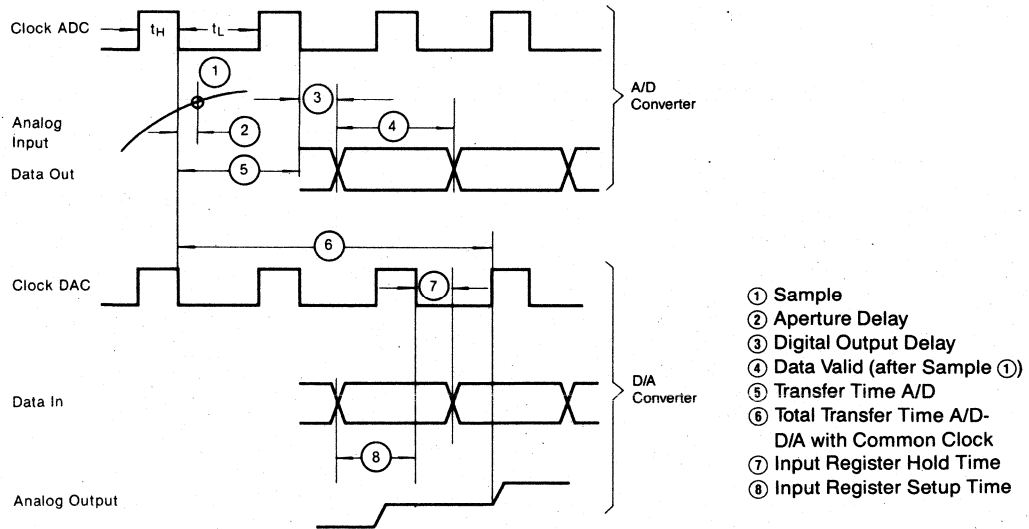 Clock ADC
tH
tL
1
3
A/D
Converter
4
Analog
Input
2
Data Out
5
6
Clock DAC
7
D/A
Converter
Data In
8
Analog Output
① Sample
② Aperture Delay
③ Digital Output Delay
④ Data Valid (after Sample ①)
⑤ Transfer Time A/D
⑥ Total Transfer Time A/D-
D/A with Common Clock
⑦ Input Register Hold Time
⑧ Input Register Setup Time